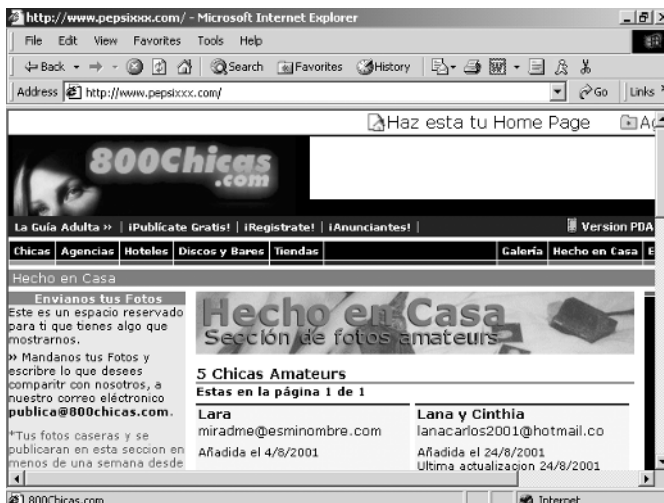 http://www.pepsixxx.com/ - Microsoft Internet Explorer
File Edit View Favorites Tools Help
Back Search Favorites History
Address http://www.pepsixxx.com/ Go Links
Haz esta tu Home Page
800Chicas
.com
La Guía Adulta » | ¡Publícate Gratis! | ¡Registrate! | ¡Anunciantes! | Version PDA
Chicas Agencias Hoteles Discos y Bares Tiendas Galería Hecho en Casa E
Hecho en Casa
Envianos tus Fotos
Este es un espacio reservado
para ti que tienes algo que
mostrarnos.
» Mandanos tus Fotos y
escribre lo que desees
comparitr con nosotros, a
nuestro correo eléctronico
publica@800chicas.com.
*Tus fotos caseras y se
publicaran en esta seccion en
menos de una semana desde
Hecho en Casa
Sección de fotos amateurs
5 Chicas Amateurs
Estas en la página 1 de 1
Lara
miradme@esminombre.com
Añadida el 4/8/2001
Lana y Cinthia
lanacarlos2001@hotmail.co
Añadida el 24/8/2001
Ultima actualizacion 24/8/2001
800Chicas.com Internet